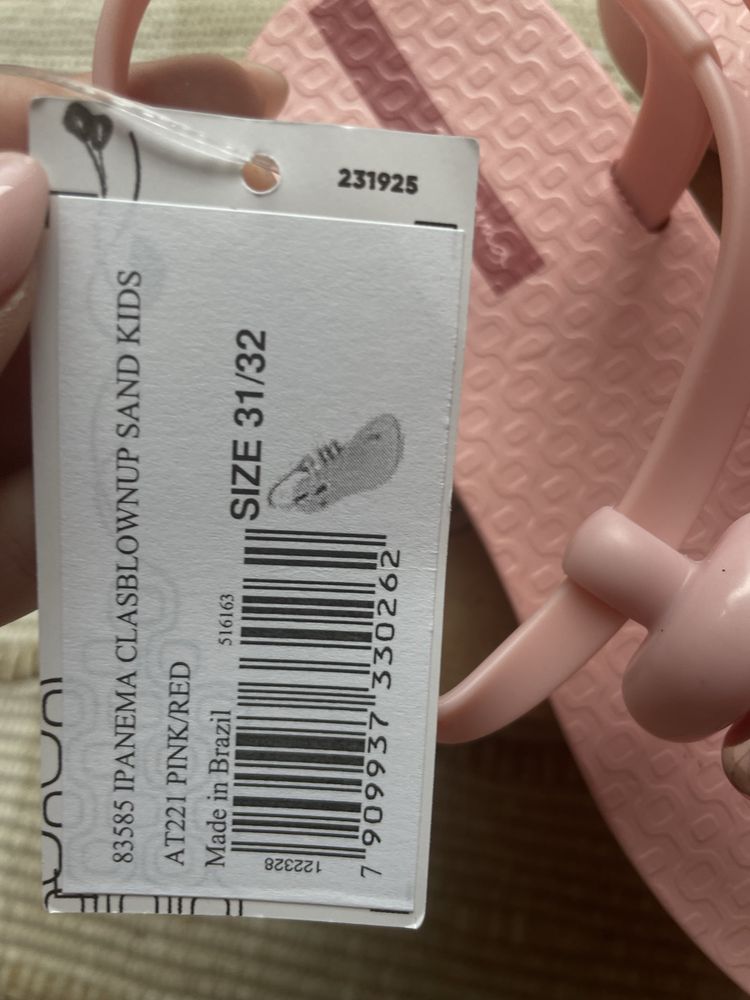 231925
83585 IPANEMA CLASBLOWNUP SAND KIDS
AT221 PINK/RED
Made in Brazil
516163
SIZE 31/32
122328
7 909937 330262